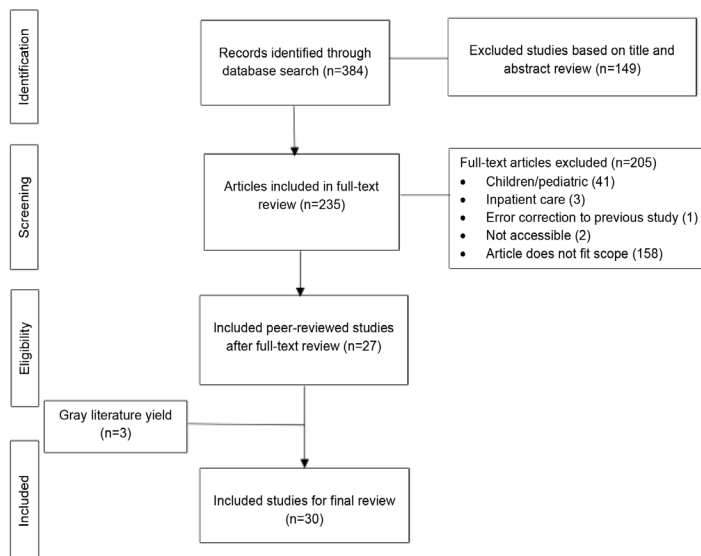 Identification
Records identified through
database search (n=384)
Excluded studies based on title and
abstract review (n=149)
Screening
Articles included in full-text
review (n=235)
Full-text articles excluded (n=205)
• Children/pediatric (41)
• Inpatient care (3)
• Error correction to previous study (1)
• Not accessible (2)
• Article does not fit scope (158)
Eligibility
Included peer-reviewed studies
after full-text review (n=27)
Gray literature yield
(n=3)
Included
Included studies for final review
(n=30)